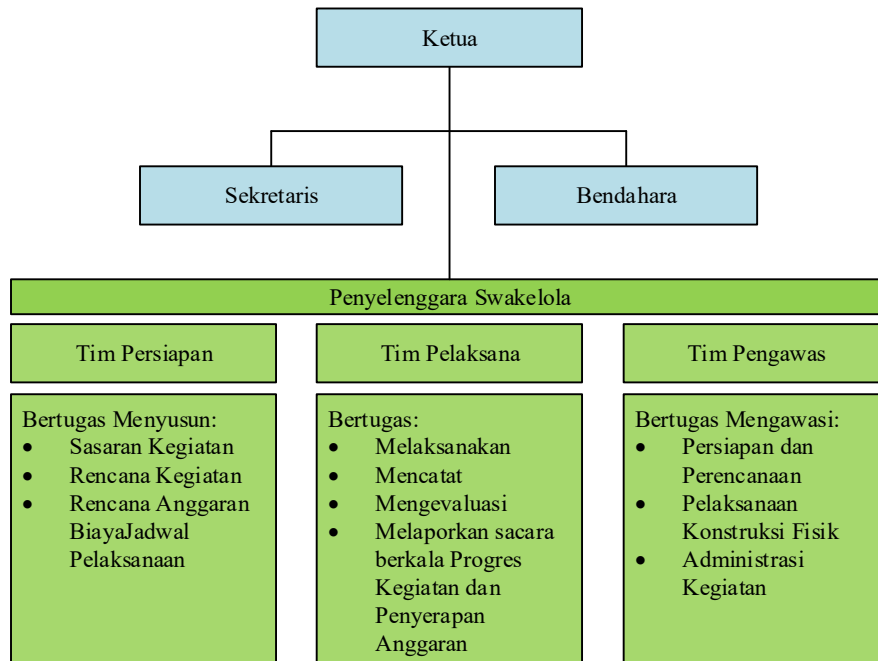 Ketua
Sekretaris
Bendahara
Penyelenggara Swakelola
Tim Persiapan
Tim Pelaksana
Tim Pengawas
Bertugas Menyusun:
• Sasaran Kegiatan
• Rencana Kegiatan
• Rencana Anggaran
BiayaJadwal
Pelaksanaan
Bertugas:
• Melaksanakan
• Mencatat
• Mengevaluasi
• Melaporkan sacara
berkala Progres
Kegiatan dan
Penyerapan
Anggaran
Bertugas Mengawasi:
• Persiapan dan
Perencanaan
• Pelaksanaan
Konstruksi Fisik
• Administrasi
Kegiatan